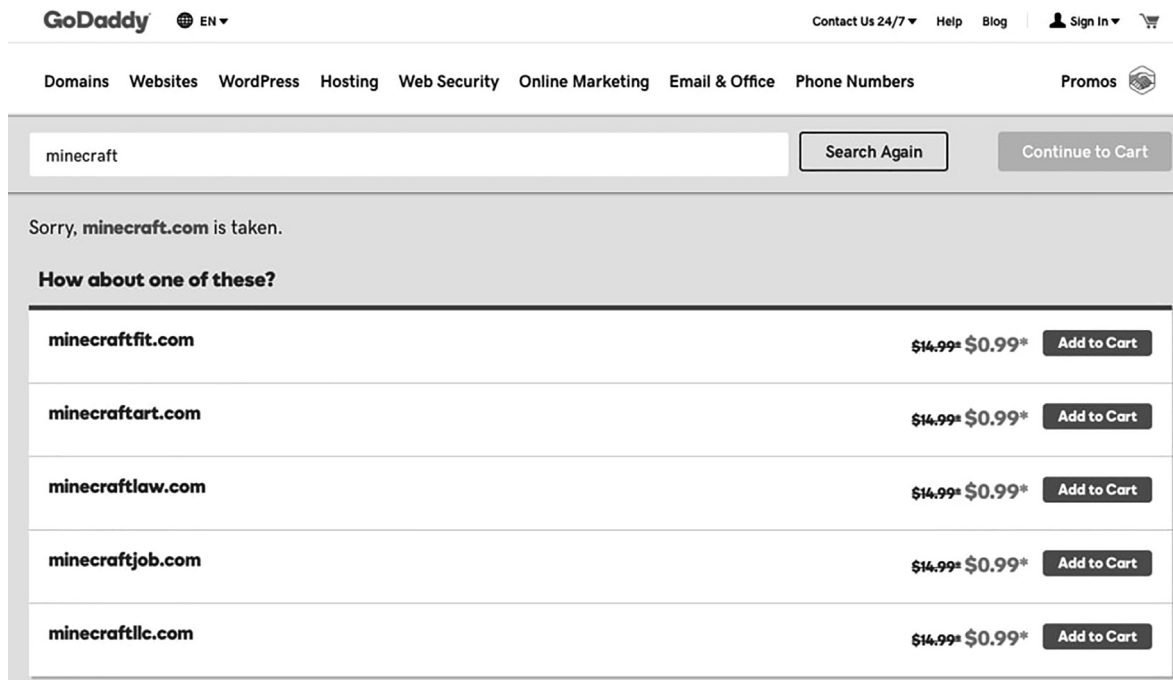 GoDaddy EN Contact Us 24/7 Help Blog Sign In
Domains Websites WordPress Hosting Web Security Online Marketing Email & Office Phone Numbers Promos
minecraft Search Again Continue to Cart
Sorry, minecraft.com is taken.
How about one of these?
minecraftfit.com $14.99* $0.99* Add to Cart
minecraftart.com $14.99* $0.99* Add to Cart
minecraftlaw.com $14.99* $0.99* Add to Cart
minecraftjob.com $14.99* $0.99* Add to Cart
minecraftllc.com $14.99* $0.99* Add to Cart